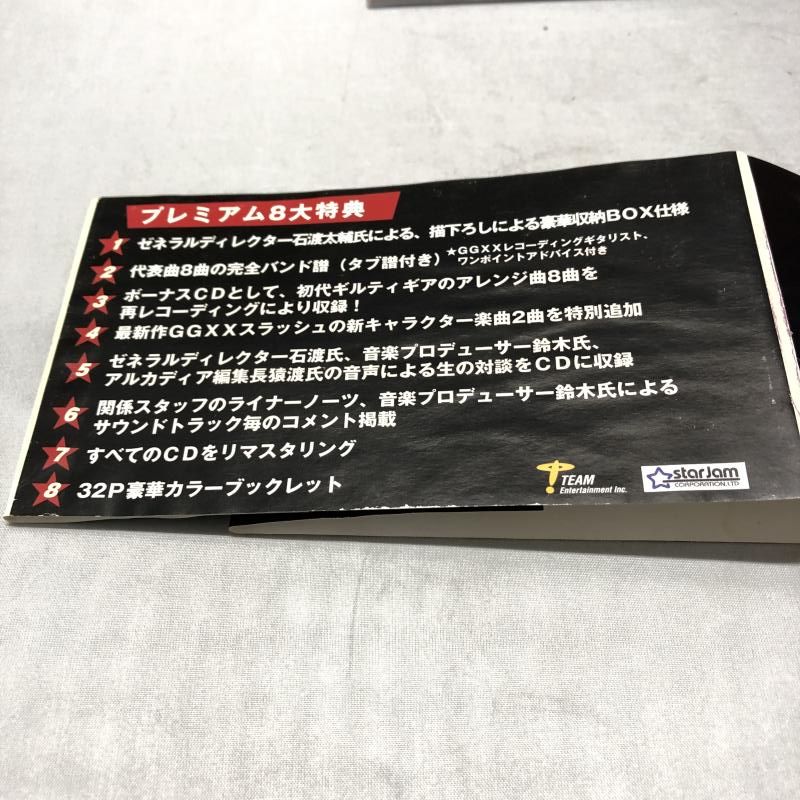 プレミアム8大特典
1 ゼネラルディレクター石渡太輔氏による、描下ろしによる豪華収納BOX仕様
2 代表曲8曲の完全バンド譜（タブ譜付き）★GGXXレコーディングギタリスト、
ワンポイントアドバイス付き
3 ボーナスCDとして、初代ギルティギアのアレンジ曲8曲を
再レコーディングにより収録！
4 最新作GGXXスラッシュの新キャラクター楽曲2曲を特別追加
5 ゼネラルディレクター石渡氏、音楽プロデューサー鈴木氏、
アルカディア編集長猿渡氏の音声による生の対談をCDに収録
6 関係スタッフのライナーノーツ、音楽プロデューサー鈴木氏による
サウンドトラック毎のコメント掲載
7 すべてのCDをリマスタリング
8 32P豪華カラーブックレット
TEAM
Entertainment Inc.
starJam
CORPORATION,LTD